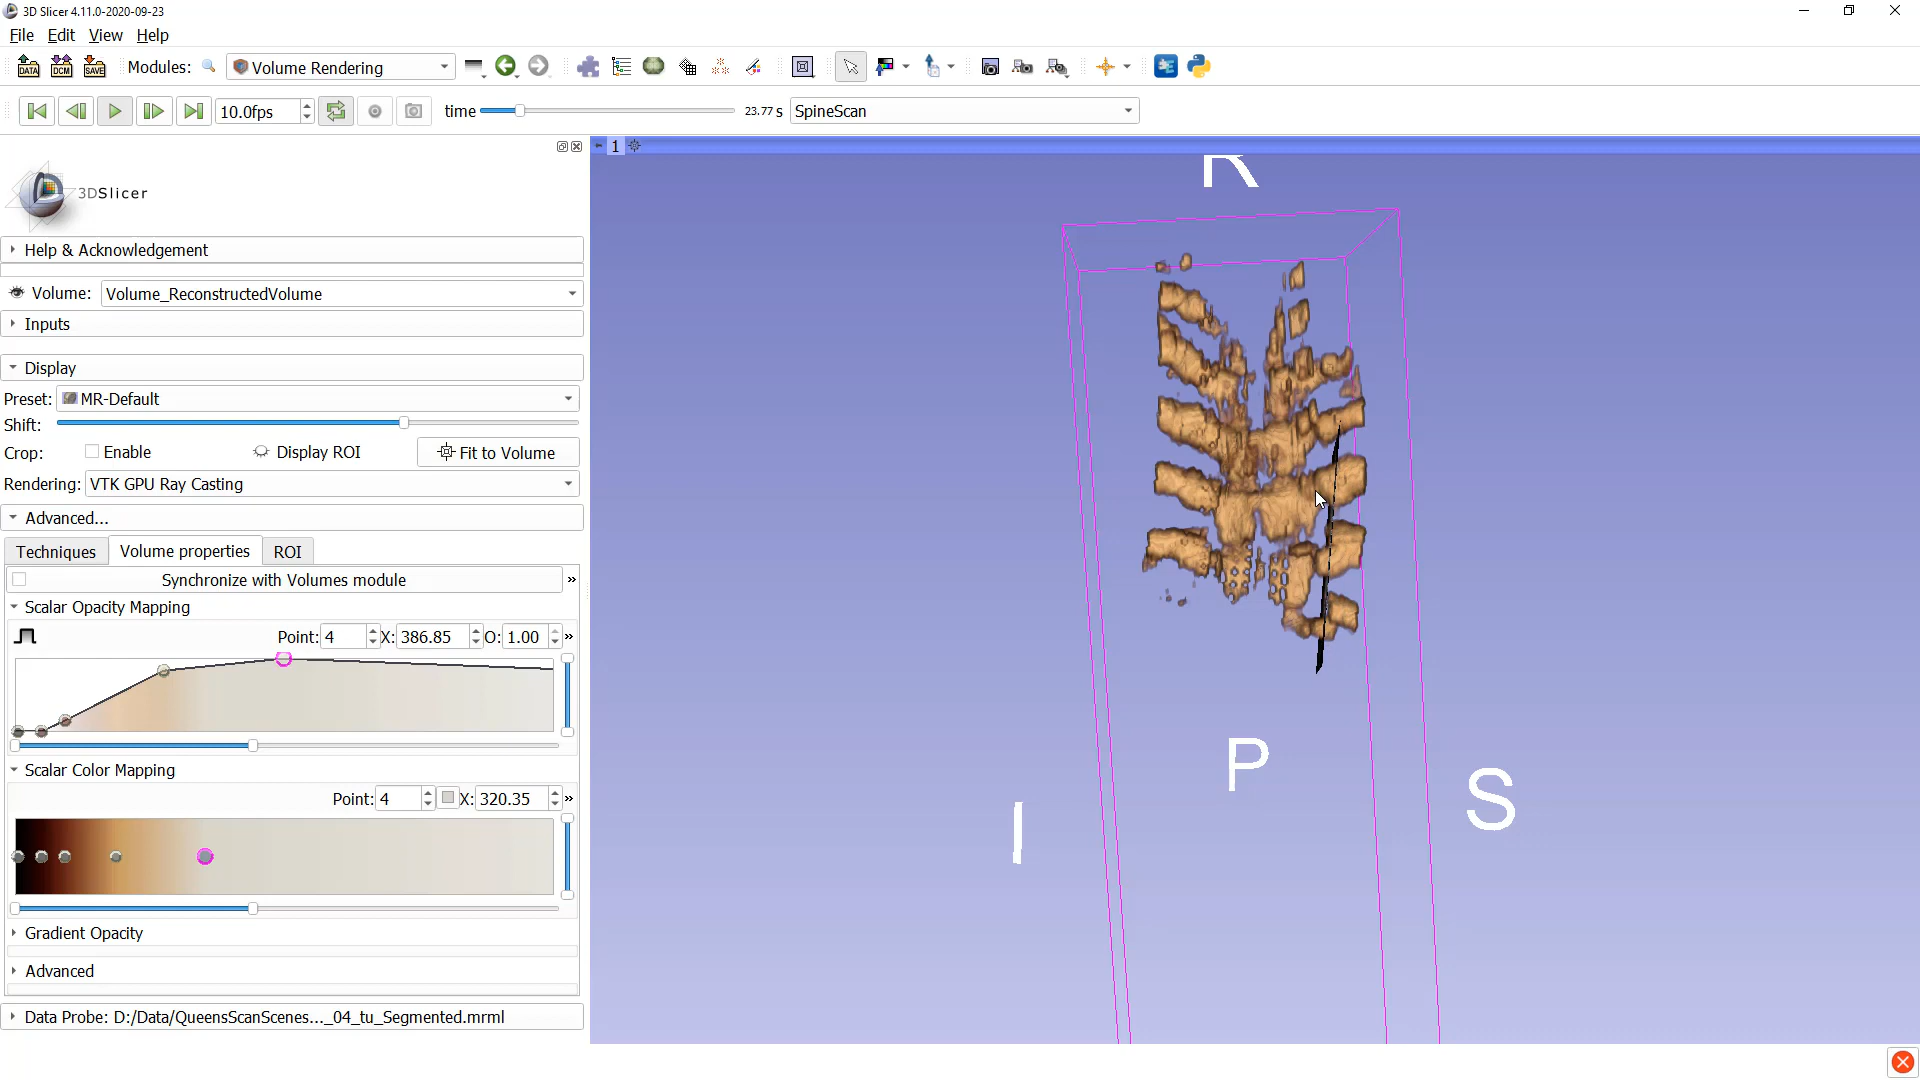 3D Slicer 4.11.0-2020-09-23
File Edit View Help
DATA DCM SAVE Modules: Volume Rendering
10.0fps time 23.77 s SpineScan
1
3DSlicer
Help & Acknowledgement
Volume: Volume_ReconstructedVolume
Inputs
Display
Preset: MR-Default
Shift:
Crop: Enable Display ROI Fit to Volume
Rendering: VTK GPU Ray Casting
Advanced...
Techniques Volume properties ROI
Synchronize with Volumes module »
Scalar Opacity Mapping
Point: 4 X: 386.85 O: 1.00 »
Scalar Color Mapping
Point: 4 X: 320.35 »
Gradient Opacity
Advanced
Data Probe: D:/Data/QueensScanScenes..._04_tu_Segmented.mrml
R
P
S
I